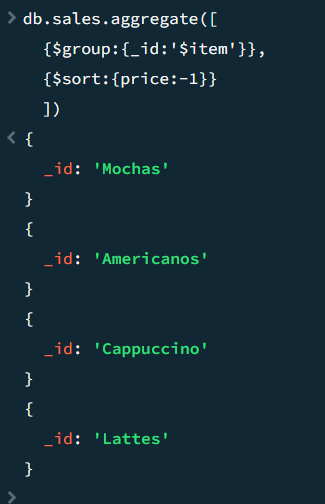 > db.sales.aggregate([
{$group:{_id:'$item'}},
{$sort:{price:-1}}
])
< {
_id: 'Mochas'
}
{
_id: 'Americanos'
}
{
_id: 'Cappuccino'
}
{
_id: 'Lattes'
}
>